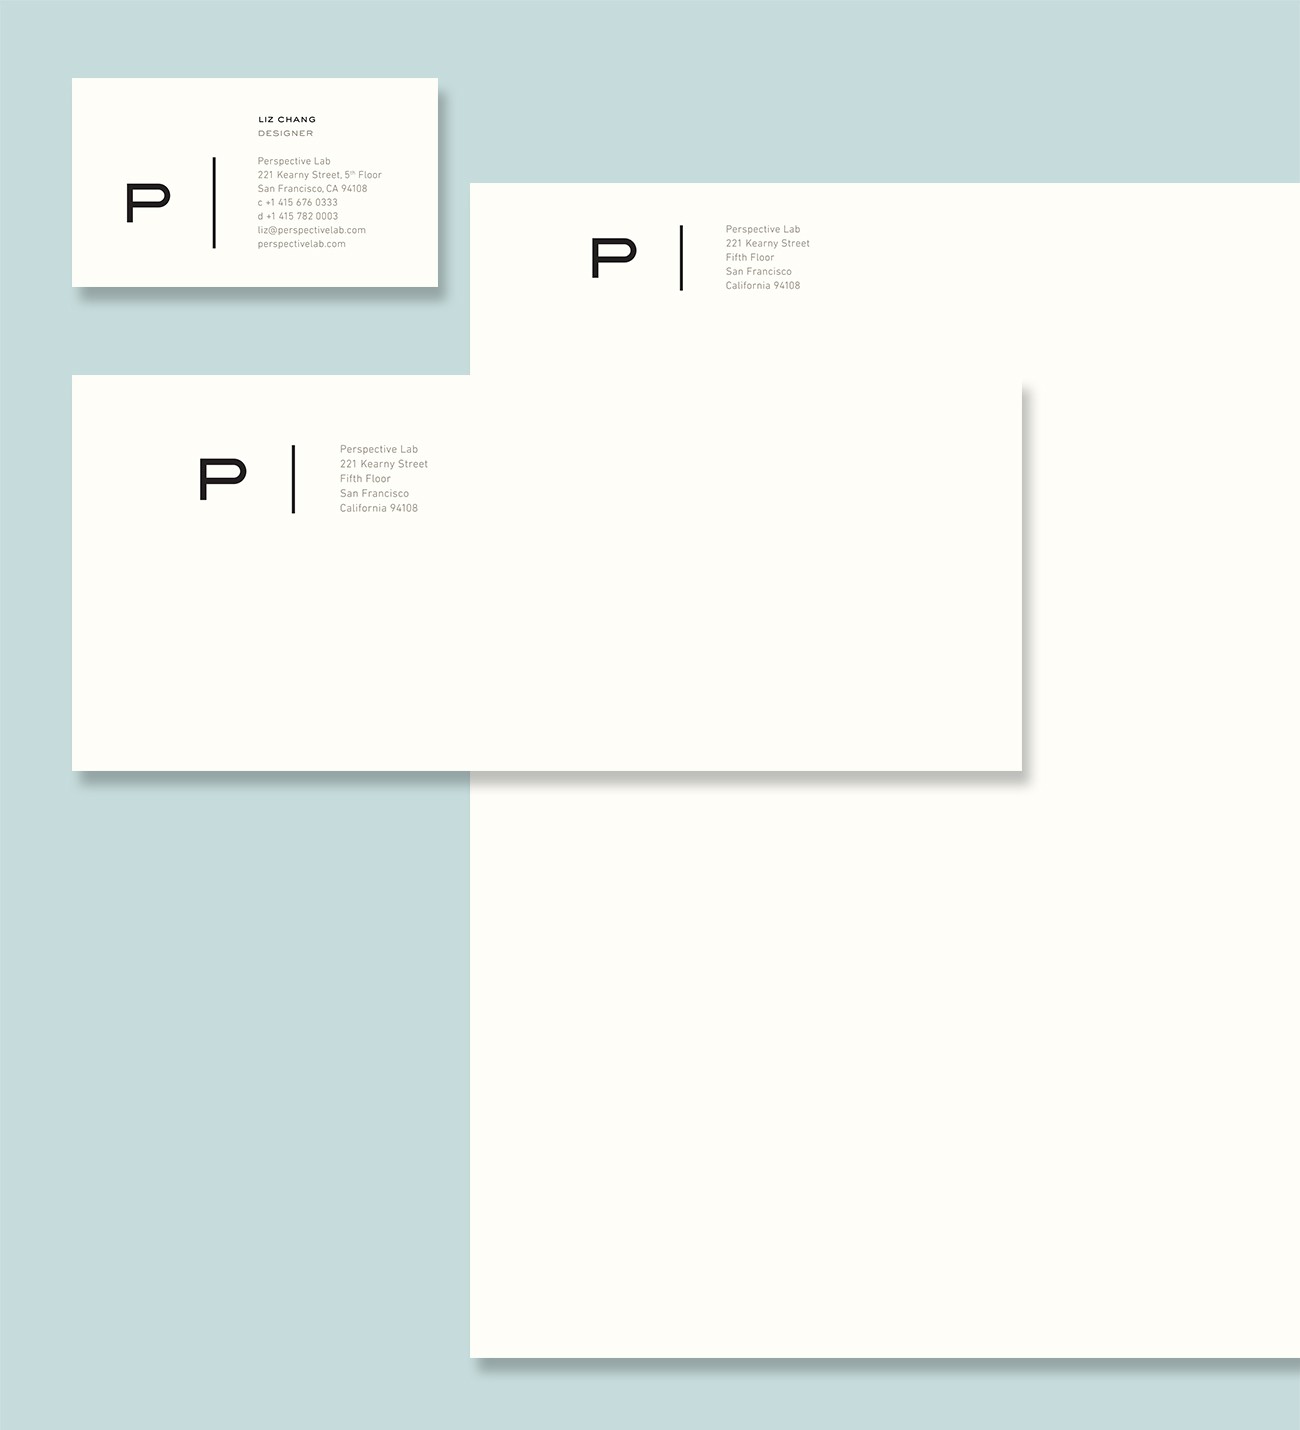 LIZ CHANG
DESIGNER
P
Perspective Lab
221 Kearny Street, 5th Floor
San Francisco, CA 94108
c +1 415 676 0333
d +1 415 782 0003
liz@perspectivelab.com
perspectivelab.com
P
Perspective Lab
221 Kearny Street
Fifth Floor
San Francisco
California 94108
P
Perspective Lab
221 Kearny Street
Fifth Floor
San Francisco
California 94108